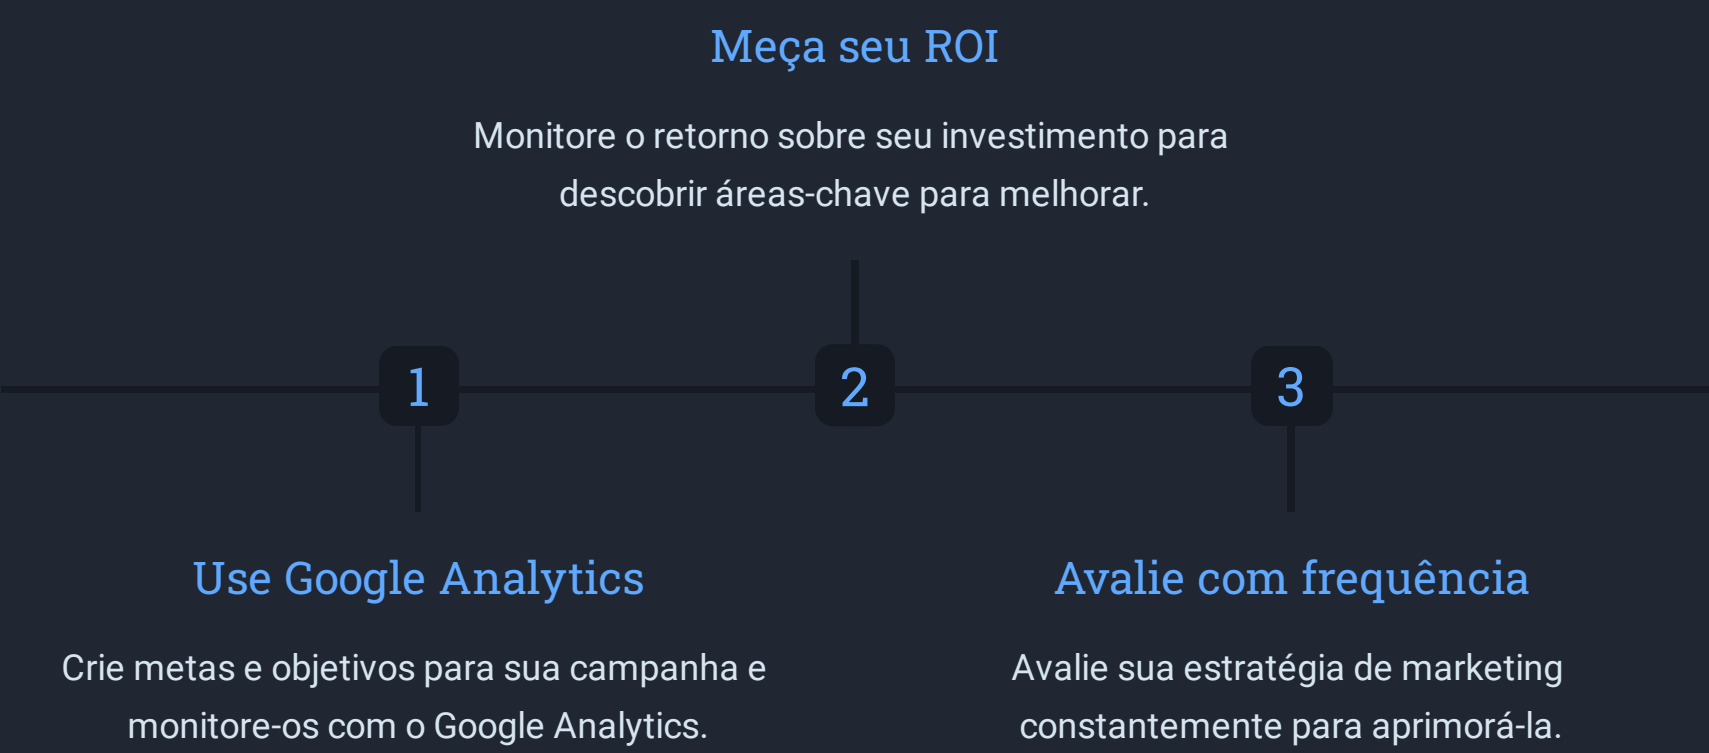 Meça seu ROI
Monitore o retorno sobre seu investimento para
descobrir áreas-chave para melhorar.
1
2
3
Use Google Analytics
Crie metas e objetivos para sua campanha e
monitore-os com o Google Analytics.
Avalie com frequência
Avalie sua estratégia de marketing
constantemente para aprimorá-la.